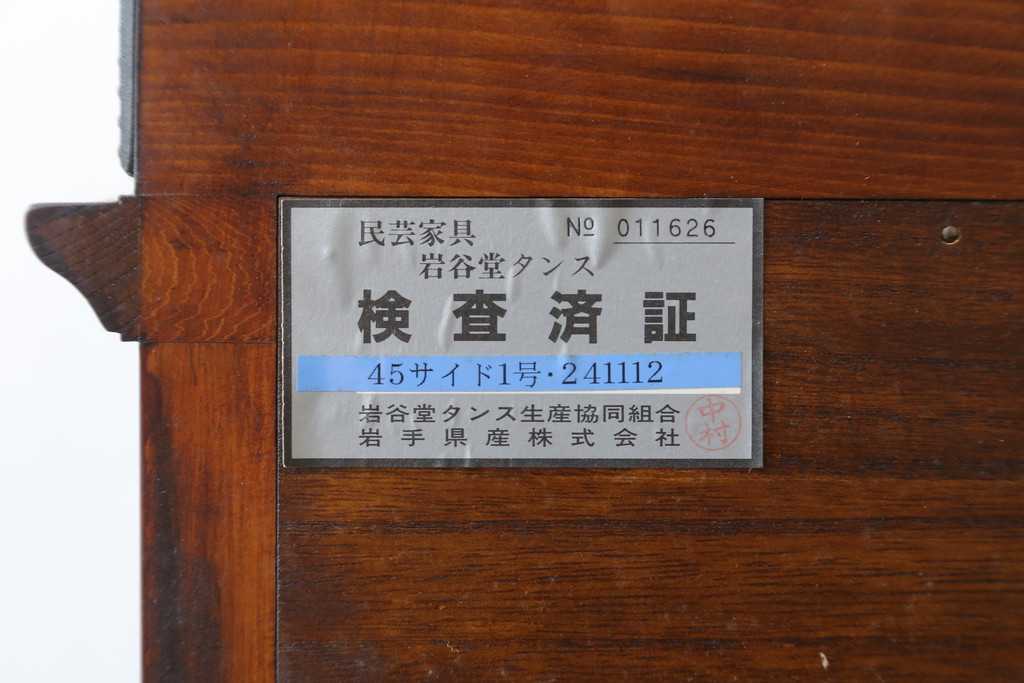 民芸家具 № 011626
岩谷堂タンス
検査済証
45サイド1号・241112
岩谷堂タンス生産協同組合
岩手県産株式会社
中村